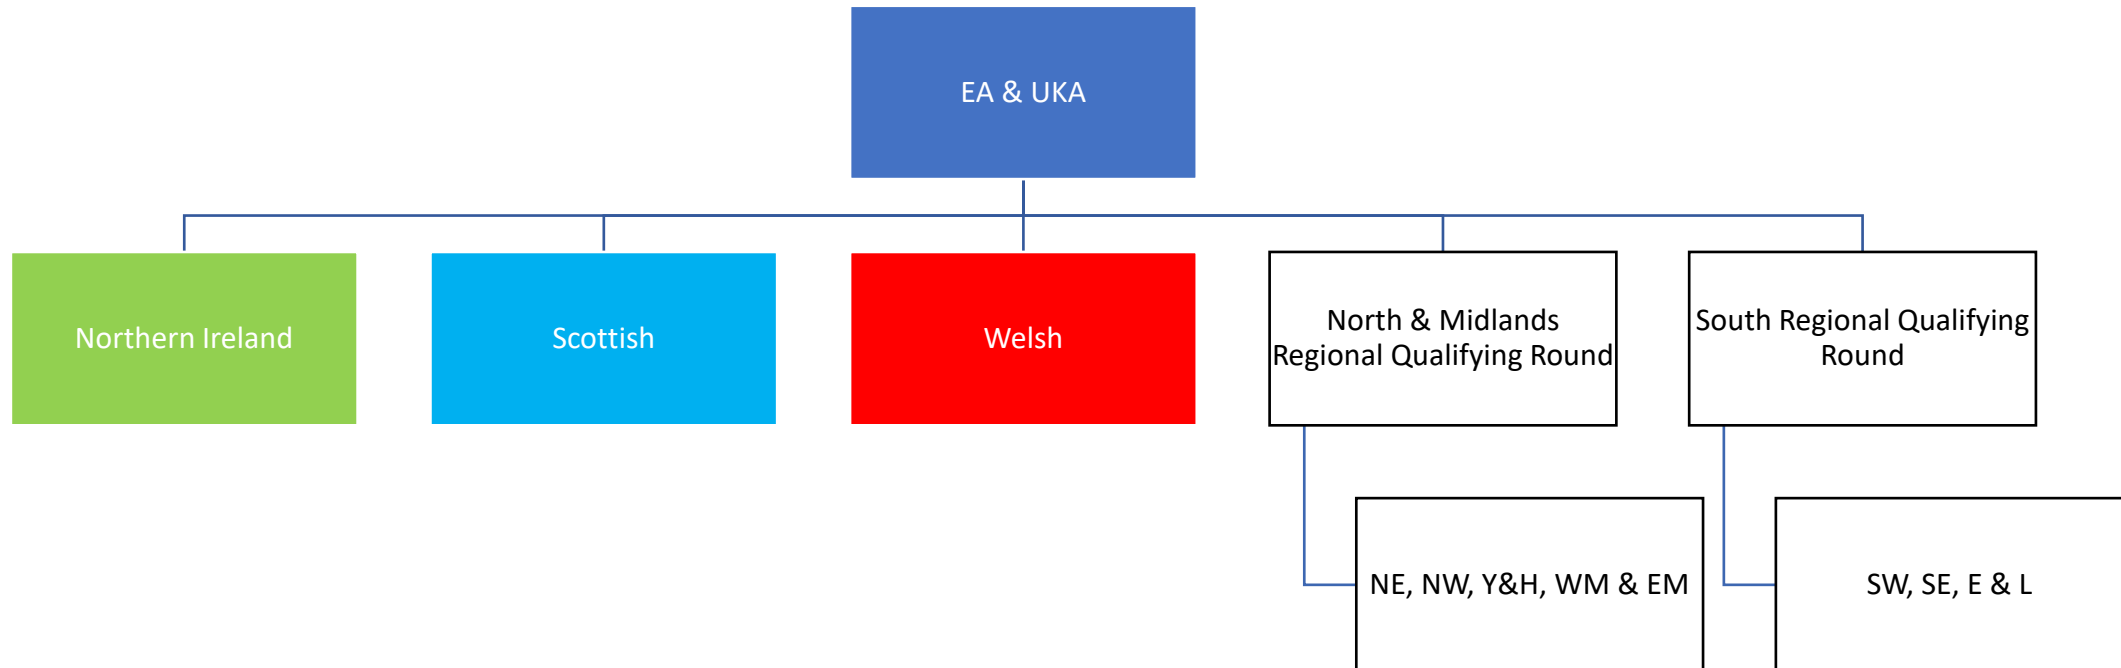 EA & UKA
Northern Ireland
Scottish
Welsh
North & Midlands
Regional Qualifying Round
South Regional Qualifying
Round
NE, NW, Y&H, WM & EM
SW, SE, E & L